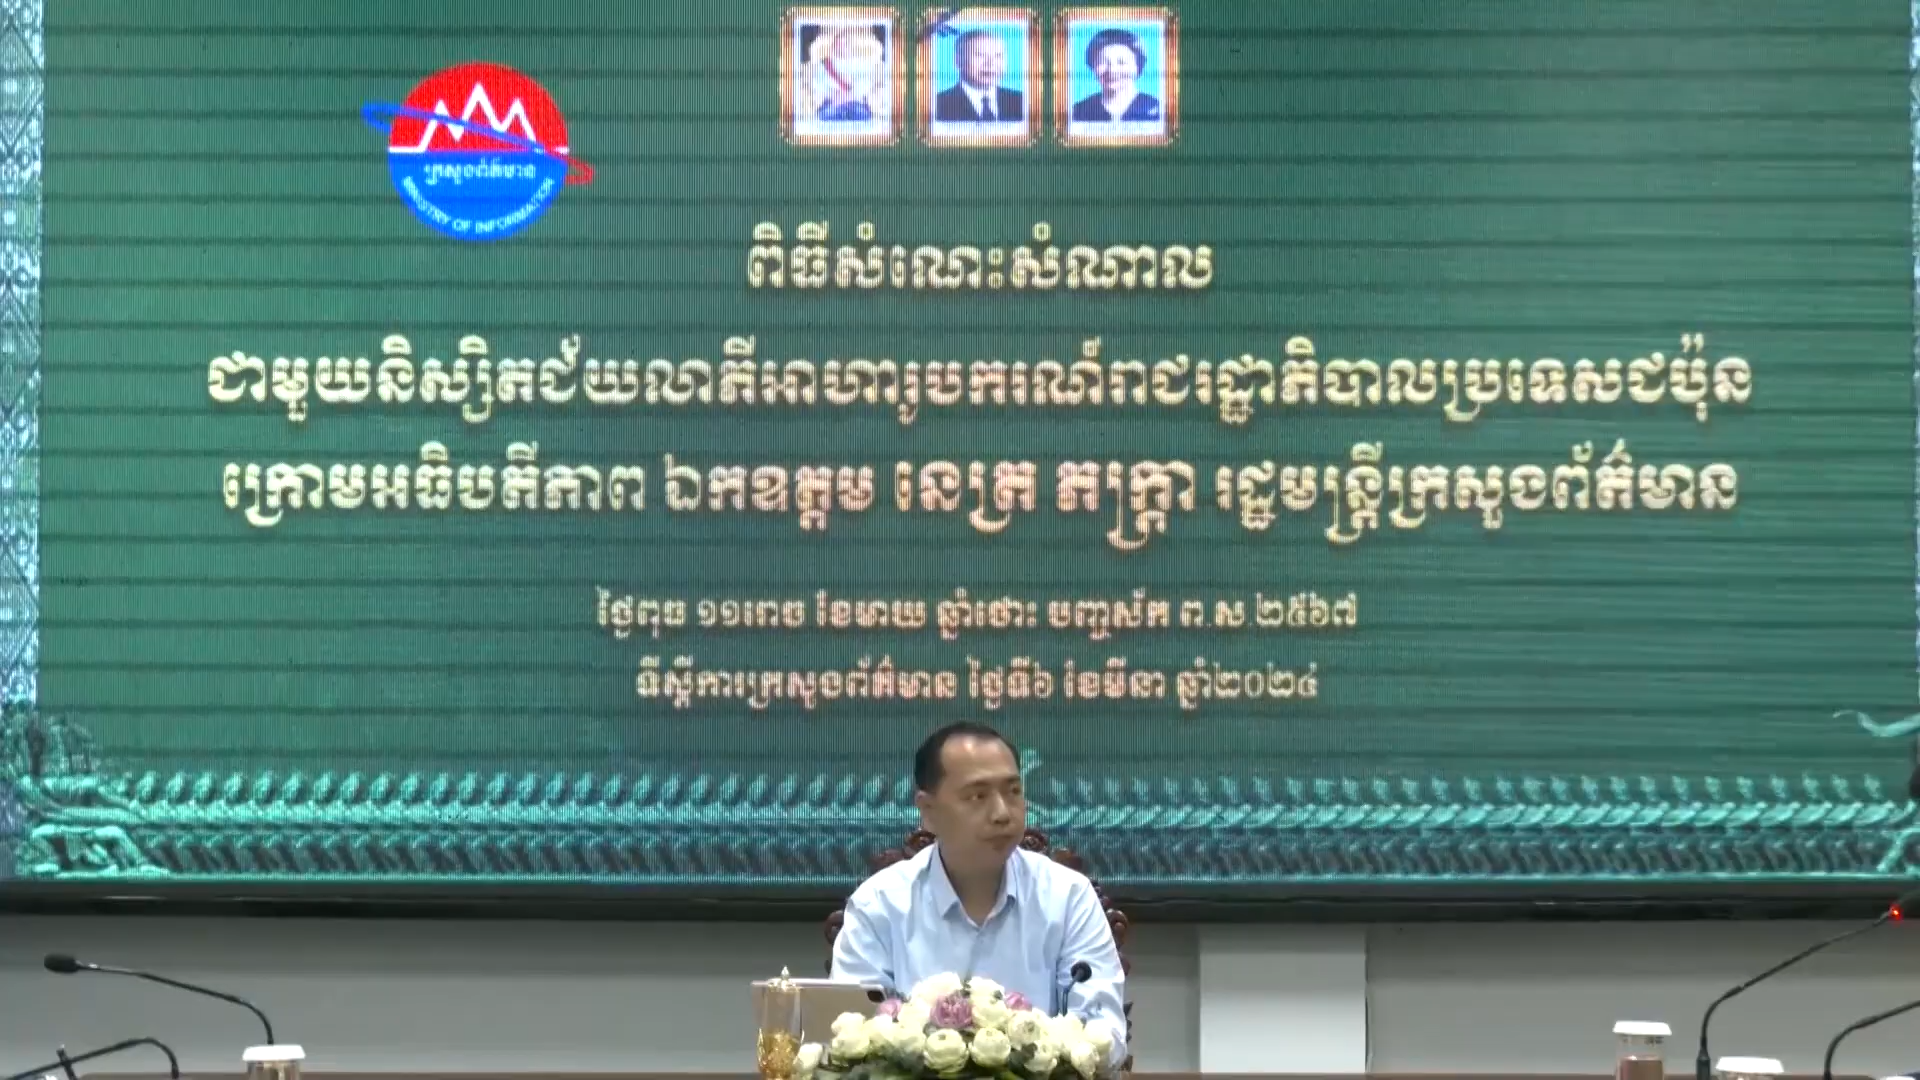 ក្រសួងព័ត៌មាន
MINISTRY OF INFORMATION
ពិធីសំណេះសំណាល
ជាមួយនិស្សិតជ័យលាភីអាហារូបករណ៍រាជរដ្ឋាភិបាលប្រទេសជប៉ុន
ក្រោមអធិបតីភាព ឯកឧត្តម នេត្រ ភក្ត្រា រដ្ឋមន្ត្រីក្រសួងព័ត៌មាន
ថ្ងៃពុធ ១១រោច ខែមាឃ ឆ្នាំថោះ បញ្ចស័ក ព.ស.២៥៦៧
ទីស្តីការក្រសួងព័ត៌មាន ថ្ងៃទី៦ ខែមីនា ឆ្នាំ២០២៤